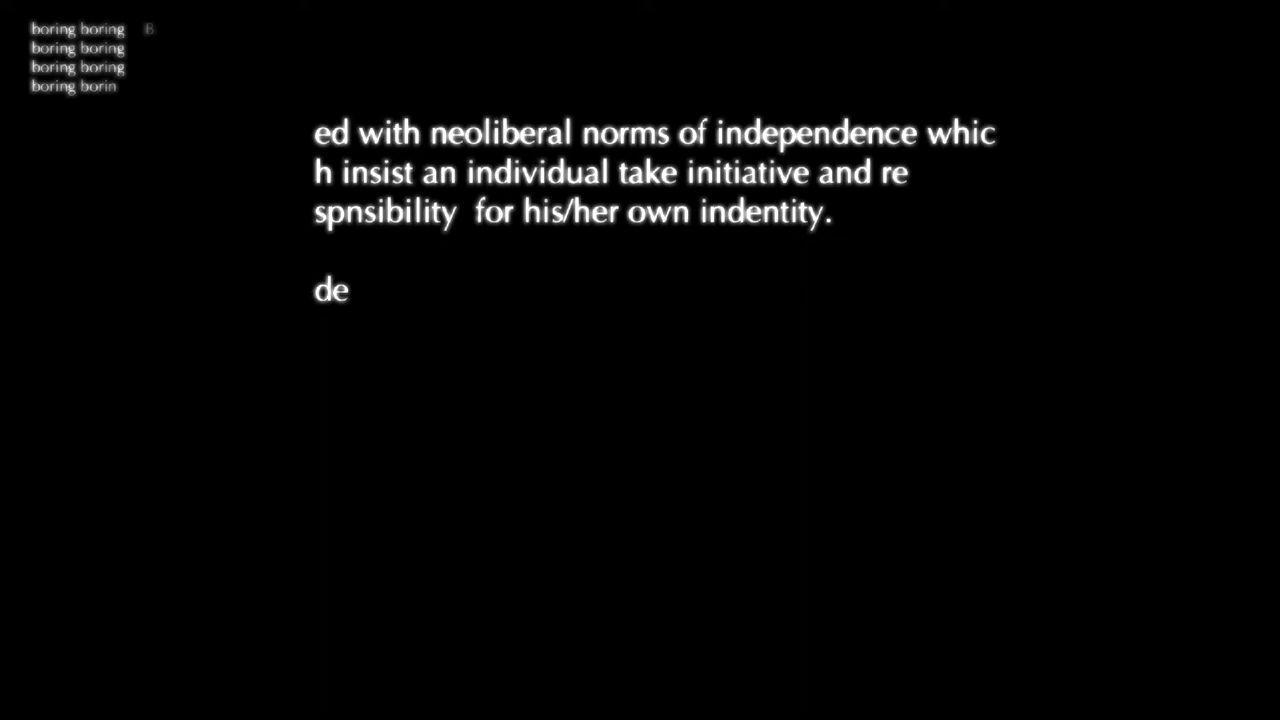 boring boring B
boring boring
boring boring
boring borin
ed with neoliberal norms of independence whic
h insist an individual take initiative and re
spnsibility for his/her own indentity.
de